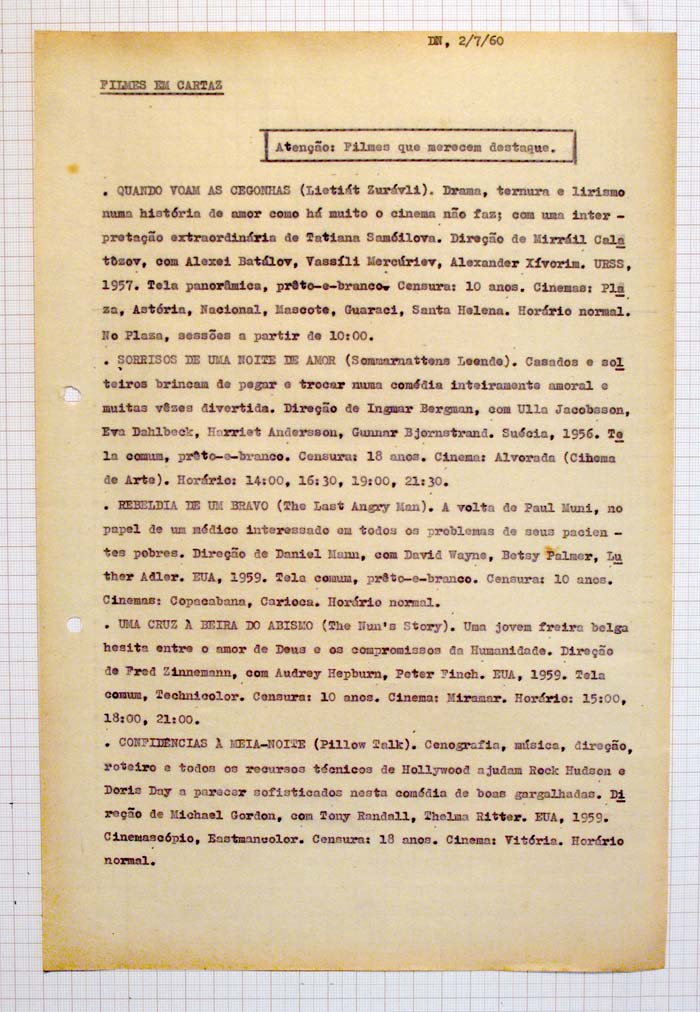 DN, 2/7/60
FILMES EM CARTAZ
Atenção: Filmes que merecem destaque.
. QUANDO VOAM AS CEGONHAS (Lietiát Zurávli). Drama, ternura e lirismo
numa história de amor como há muito o cinema não faz; com uma inter -
pretação extraordinária de Tatiana Samóilova. Direção de Mirráil Cala
tôzov, com Alexei Batálov, Vassíli Mercúriev, Alexander Xívorim. URSS,
1957. Tela panorâmica, prêto-e-branco. Censura: 10 anos. Cinemas: Pla
za, Astória, Nacional, Mascote, Guaraci, Santa Helena. Horário normal.
No Plaza, sessões a partir de 10:00.
. SORRISOS DE UMA NOITE DE AMOR (Sommarnattens Leende). Casados e sol
teiros brincam de pegar e trocar numa comédia inteiramente amoral e
muitas vêzes divertida. Direção de Ingmar Bergman, com Ulla Jacobsson,
Eva Dahlbeck, Harriet Andersson, Gunnar Bjornstrand. Suécia, 1956. Te
la comum, prêto-e-branco. Censura: 18 anos. Cinema: Alvorada (Cinema
de Arte). Horário: 14:00, 16:30, 19:00, 21:30.
. REBELDIA DE UM BRAVO (The Last Angry Man). A volta de Paul Muni, no
papel de um médico interessado em todos os problemas de seus pacien -
tes pobres. Direção de Daniel Mann, com David Wayne, Betsy Palmer, Lu
ther Adler. EUA, 1959. Tela comum, prêto-e-branco. Censura: 10 anos.
Cinemas: Copacabana, Carioca. Horário normal.
. UMA CRUZ À BEIRA DO ABISMO (The Nun's Story). Uma jovem freira belga
hesita entre o amor de Deus e os compromissos da Humanidade. Direção
de Fred Zinnemann, com Audrey Hepburn, Peter Finch. EUA, 1959. Tela
comum, Technicolor. Censura: 10 anos. Cinema: Miramar. Horário: 15:00,
18:00, 21:00.
. CONFIDÊNCIAS À MEIA-NOITE (Pillow Talk). Cenografia, música, direção,
roteiro e todos os recursos técnicos de Hollywood ajudam Rock Hudson e
Doris Day a parecer sofisticados nesta comédia de boas gargalhadas. Di
reção de Michael Gordon, com Tony Randall, Thelma Ritter. EUA, 1959.
Cinemascópio, Eastmancolor. Censura: 18 anos. Cinema: Vitória. Horário
normal.